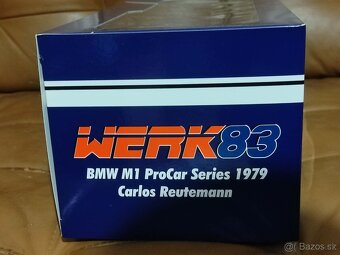 WERK83
BMW M1 ProCar Series 1979
Carlos Reutemann
Bazos.sk